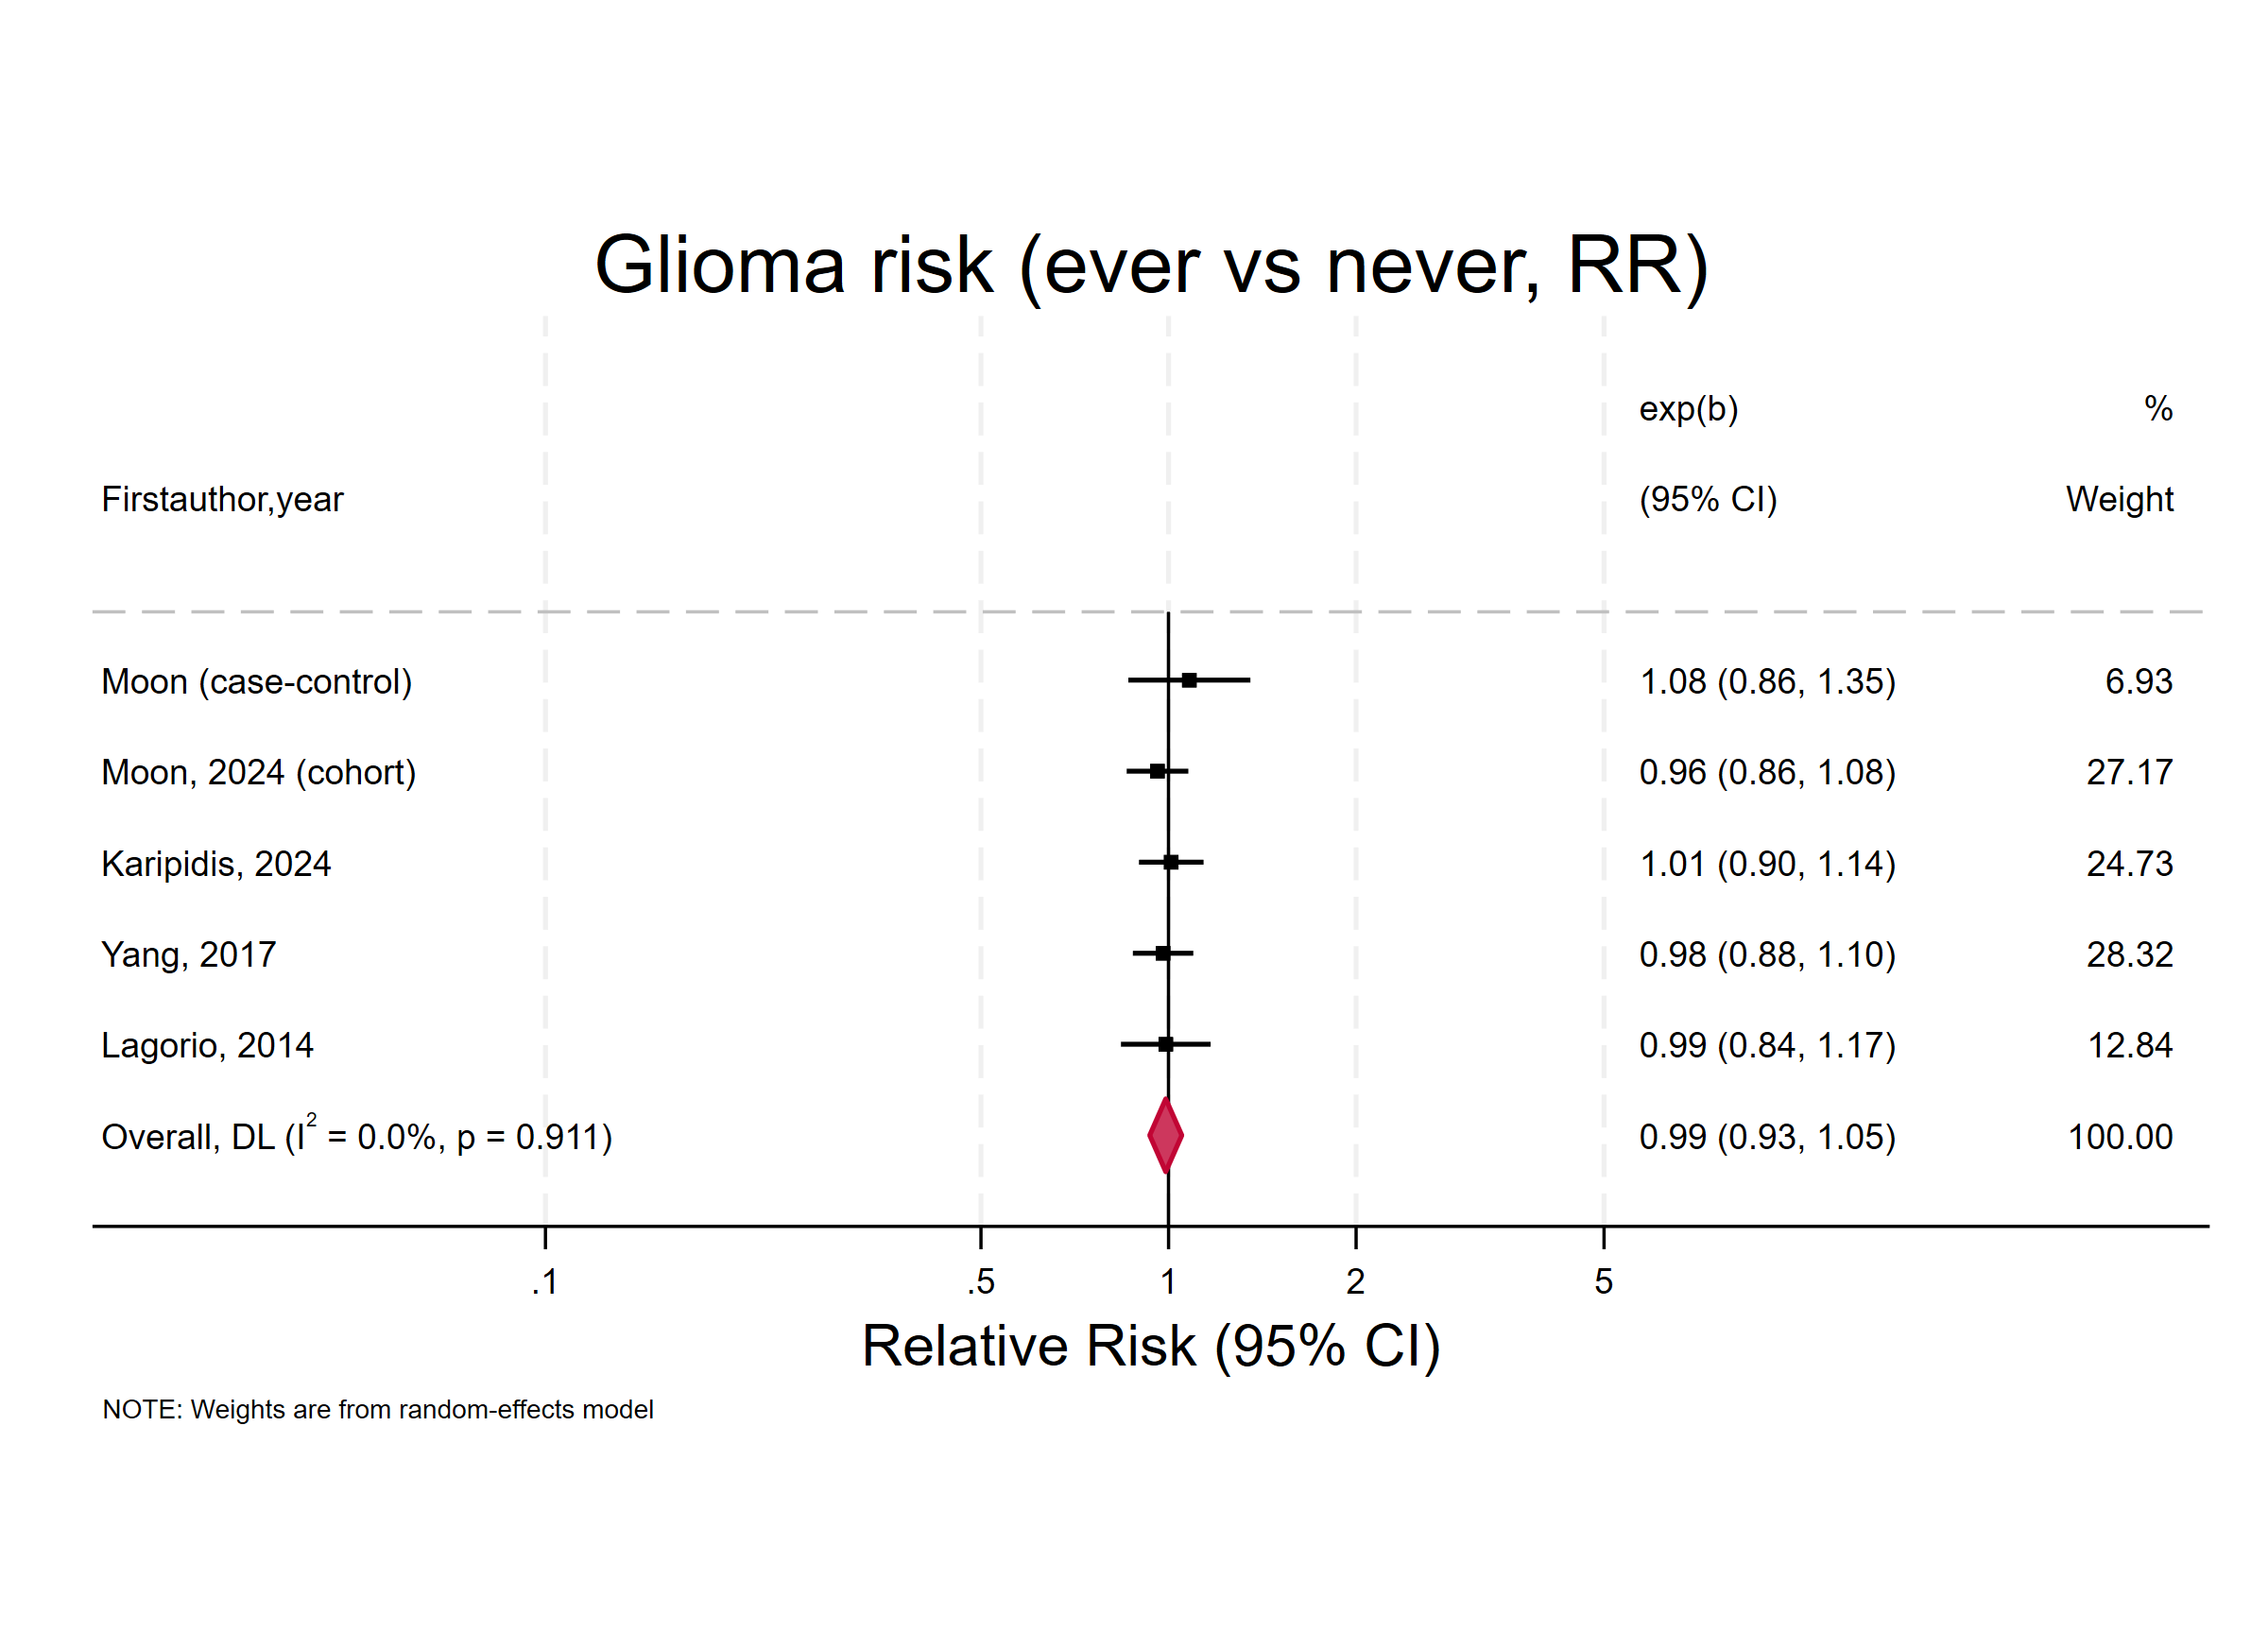 Glioma risk (ever vs never, RR)
exp(b) %
Firstauthor,year (95% CI) Weight
Moon (case-control) 1.08 (0.86, 1.35) 6.93
Moon, 2024 (cohort) 0.96 (0.86, 1.08) 27.17
Karipidis, 2024 1.01 (0.90, 1.14) 24.73
Yang, 2017 0.98 (0.88, 1.10) 28.32
Lagorio, 2014 0.99 (0.84, 1.17) 12.84
Overall, DL (I² = 0.0%, p = 0.911) 0.99 (0.93, 1.05) 100.00
.1 .5 1 2 5
Relative Risk (95% CI)
NOTE: Weights are from random-effects model